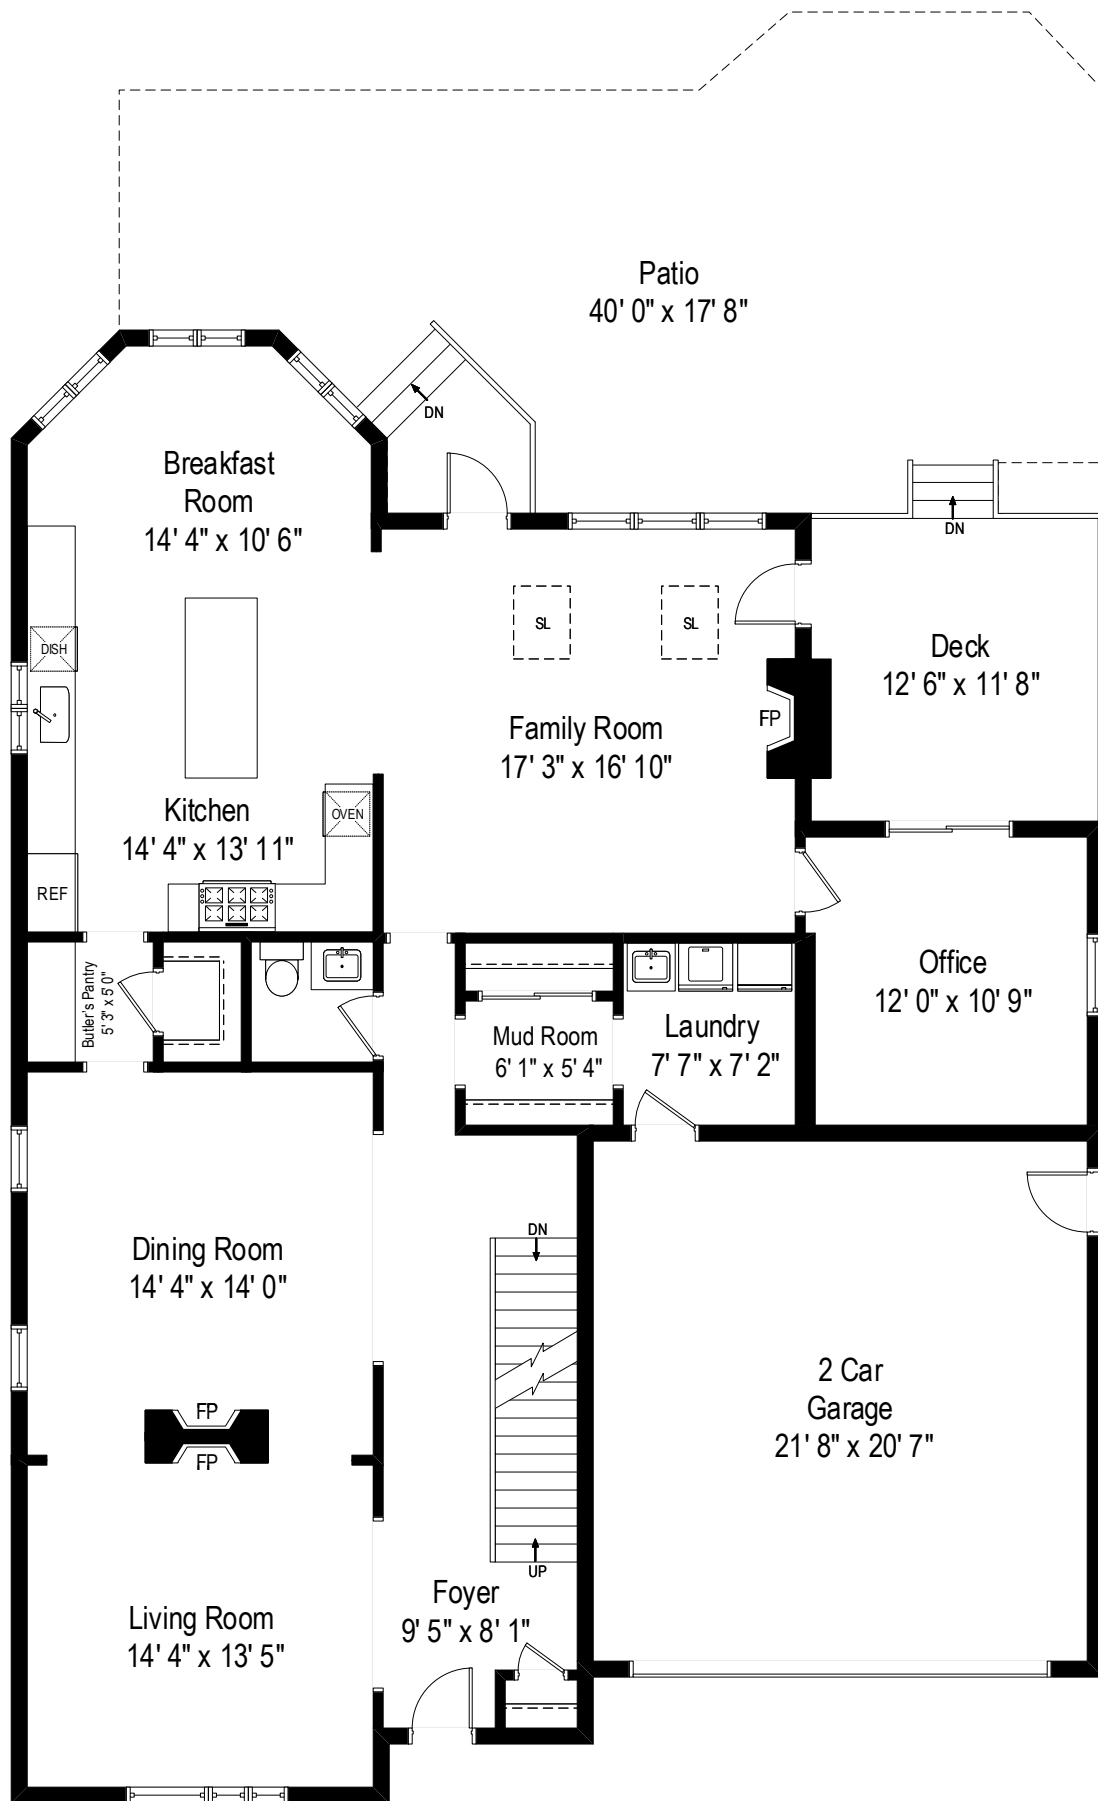 Patio
40' 0" x 17' 8"
DN
Breakfast
Room
14' 4" x 10' 6"
DN
SL
SL
DISH
Deck
12' 6" x 11' 8"
FP
Family Room
17' 3" x 16' 10"
Kitchen
14' 4" x 13' 11"
OVEN
REF
Butler's Pantry
5' 3" x 5' 0"
Office
12' 0" x 10' 9"
Mud Room
6' 1" x 5' 4"
Laundry
7' 7" x 7' 2"
DN
Dining Room
14' 4" x 14' 0"
2 Car
Garage
21' 8" x 20' 7"
FP
FP
UP
Foyer
9' 5" x 8' 1"
Living Room
14' 4" x 13' 5"